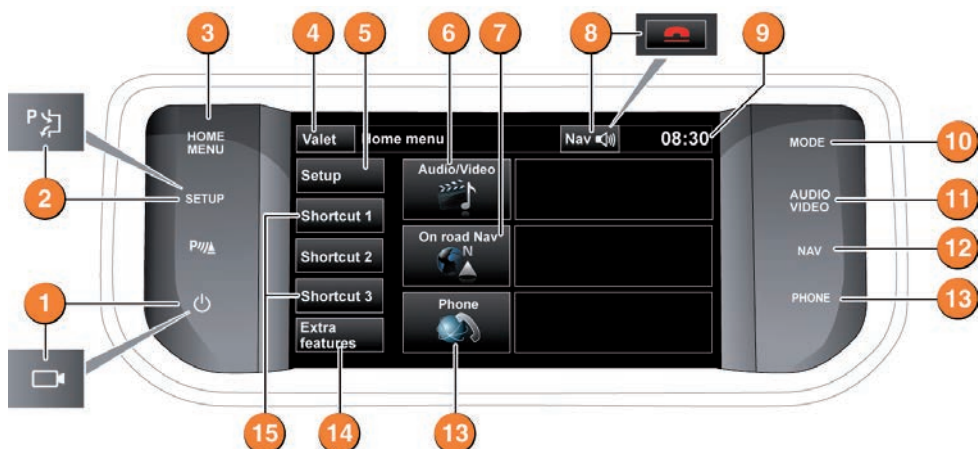 3
4
5
6
7
8
9
P
2
HOME
MENU
SETUP
P
1
Valet
Home menu
Nav
08:30
Setup
Audio/Video
Shortcut 1
On road Nav
N
Shortcut 2
Shortcut 3
Phone
Extra
features
MODE
10
AUDIO
VIDEO
11
NAV
12
PHONE
13
15
14
13